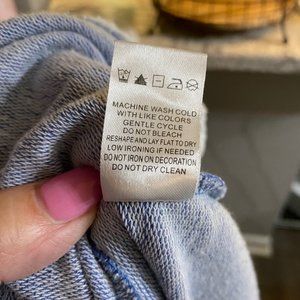 MACHINE WASH COLD
WITH LIKE COLORS
GENTLE CYCLE
DO NOT BLEACH
RESHAPE AND LAY FLAT TO DRY
LOW IRONING IF NEEDED
DO NOT IRON ON DECORATION
DO NOT DRY CLEAN